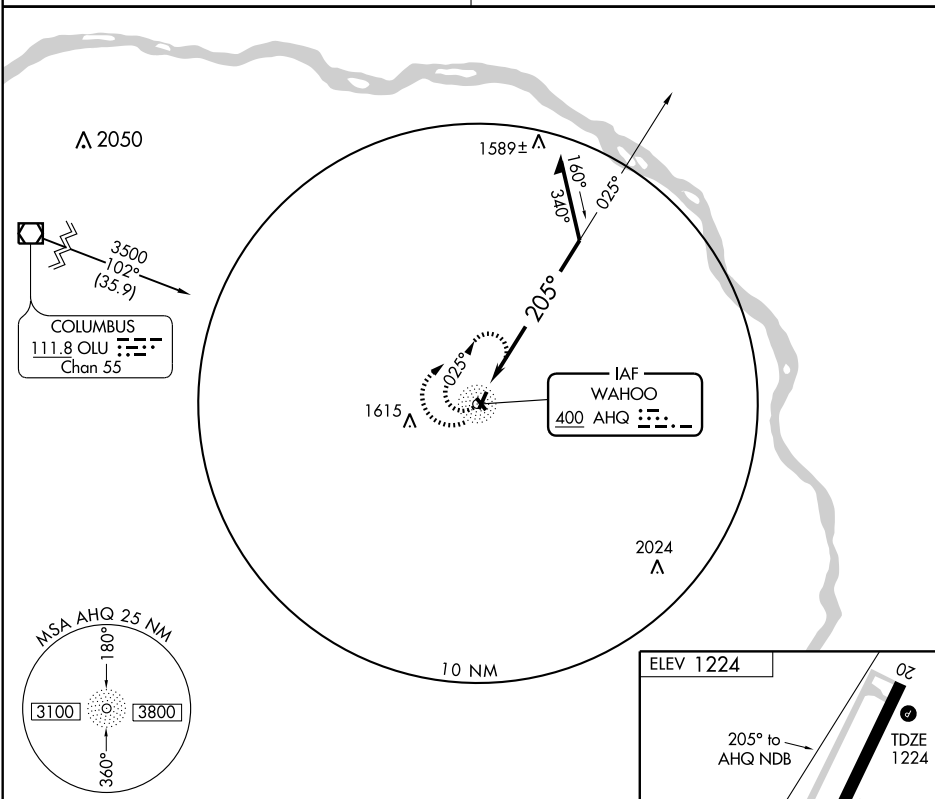 2050
1589±
160°
340°
025°
3500
102°
(35.9)
COLUMBUS
111.8 OLU
Chan 55
205°
025°
IAF
WAHOO
400 AHQ
1615
2024
MSA AHQ 25 NM
180°
3100
3800
360°
10 NM
ELEV 1224
20
205° to
AHQ NDB
P
TDZE
1224